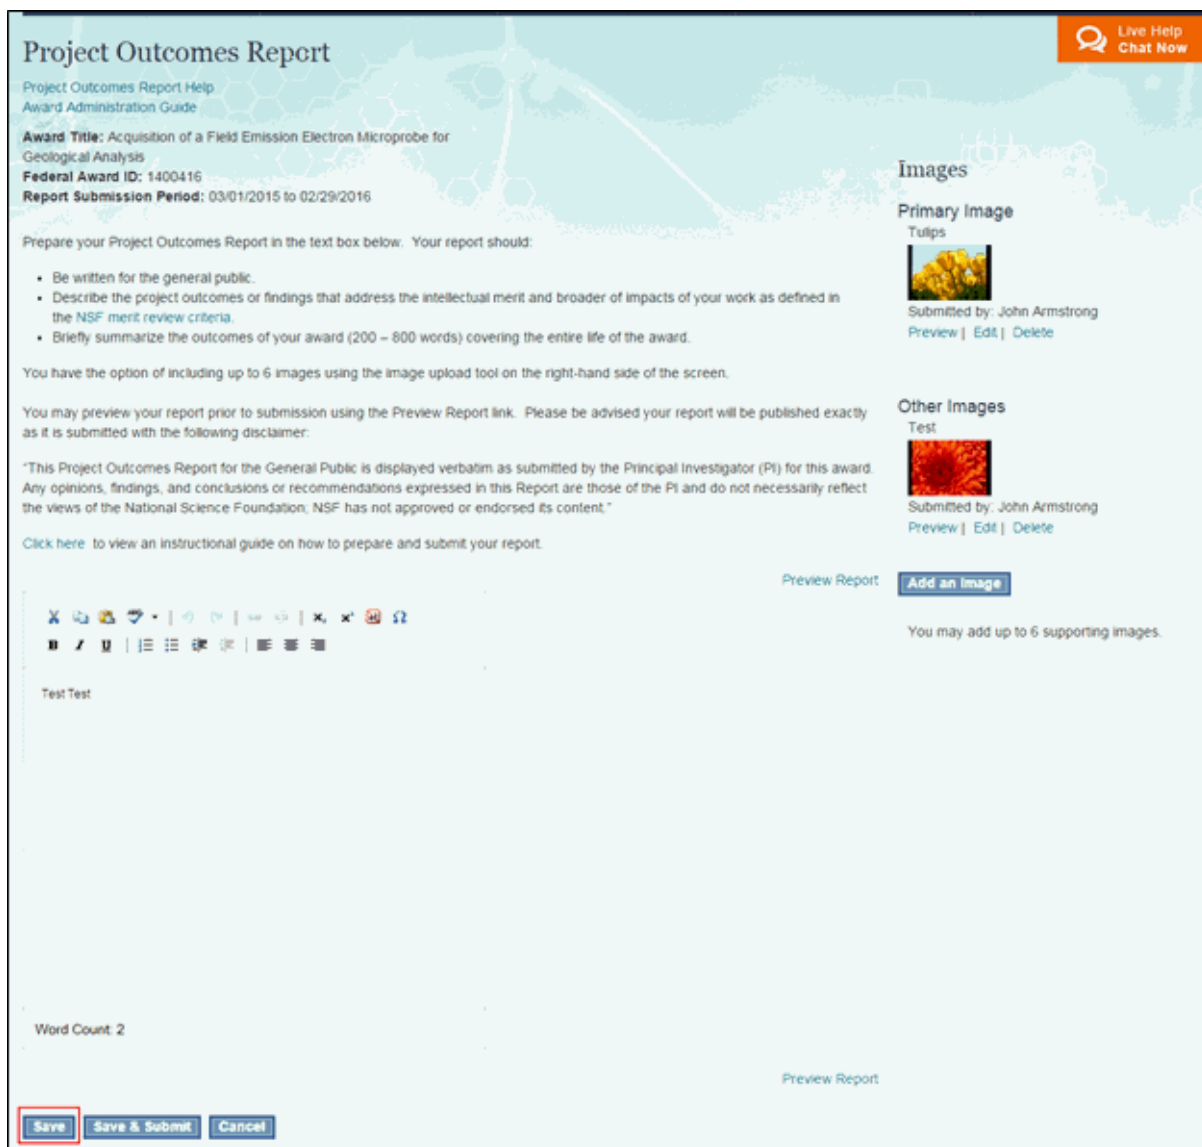 Live Help
Chat Now
Project Outcomes Report
Project Outcomes Report Help
Award Administration Guide
Award Title: Acquisition of a Field Emission Electron Microprobe for
Geological Analysis
Federal Award ID: 1400416
Report Submission Period: 03/01/2015 to 02/29/2016
Prepare your Project Outcomes Report in the text box below. Your report should:
• Be written for the general public.
• Describe the project outcomes or findings that address the intellectual merit and broader of impacts of your work as defined in
the NSF merit review criteria.
• Briefly summarize the outcomes of your award (200 – 800 words) covering the entire life of the award.
You have the option of including up to 6 images using the image upload tool on the right-hand side of the screen.
You may preview your report prior to submission using the Preview Report link. Please be advised your report will be published exactly
as it is submitted with the following disclaimer:
"This Project Outcomes Report for the General Public is displayed verbatim as submitted by the Principal Investigator (PI) for this award.
Any opinions, findings, and conclusions or recommendations expressed in this Report are those of the PI and do not necessarily reflect
the views of the National Science Foundation; NSF has not approved or endorsed its content."
Click here to view an instructional guide on how to prepare and submit your report.
Preview Report
B I U
Test Test
Word Count: 2
Preview Report
Save Save & Submit Cancel
Images
Primary Image
Tulips
Submitted by: John Armstrong
Preview | Edit | Delete
Other Images
Test
Submitted by: John Armstrong
Preview | Edit | Delete
Add an Image
You may add up to 6 supporting images.